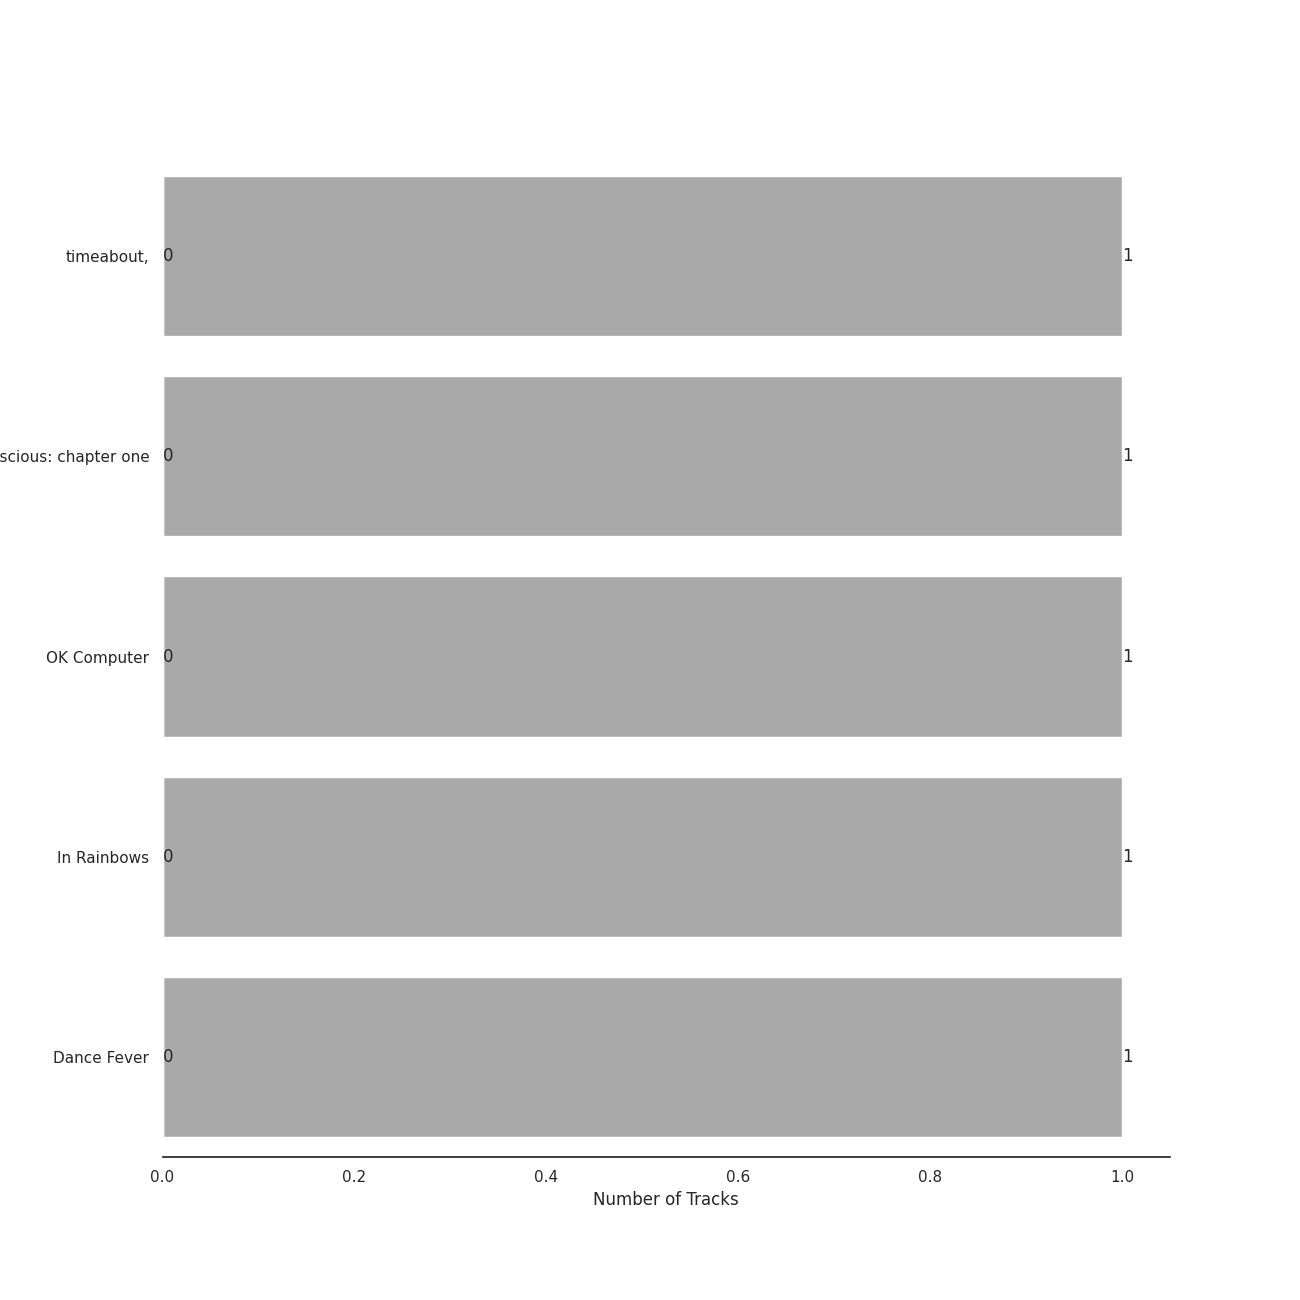 timeabout,
0 1
scious: chapter one
0 1
OK Computer
0 1
In Rainbows
0 1
Dance Fever
0 1
0.0 0.2 0.4 0.6 0.8 1.0
Number of Tracks